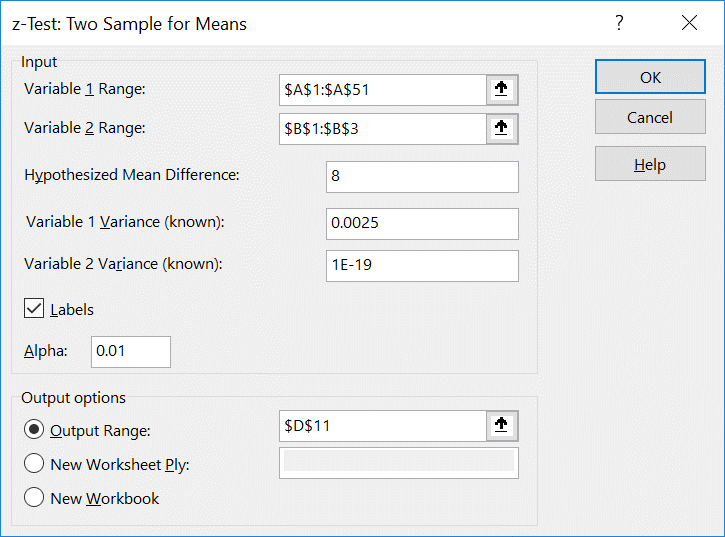 z-Test: Two Sample for Means
?
Input
Variable 1 Range:
$A$1:$A$51
Variable 2 Range:
$B$1:$B$3
Hypothesized Mean Difference:
8
Variable 1 Variance (known):
0.0025
Variable 2 Variance (known):
1E-19
Labels
Alpha:
0.01
OK
Cancel
Help
Output options
Output Range:
$D$11
New Worksheet Ply:
New Workbook